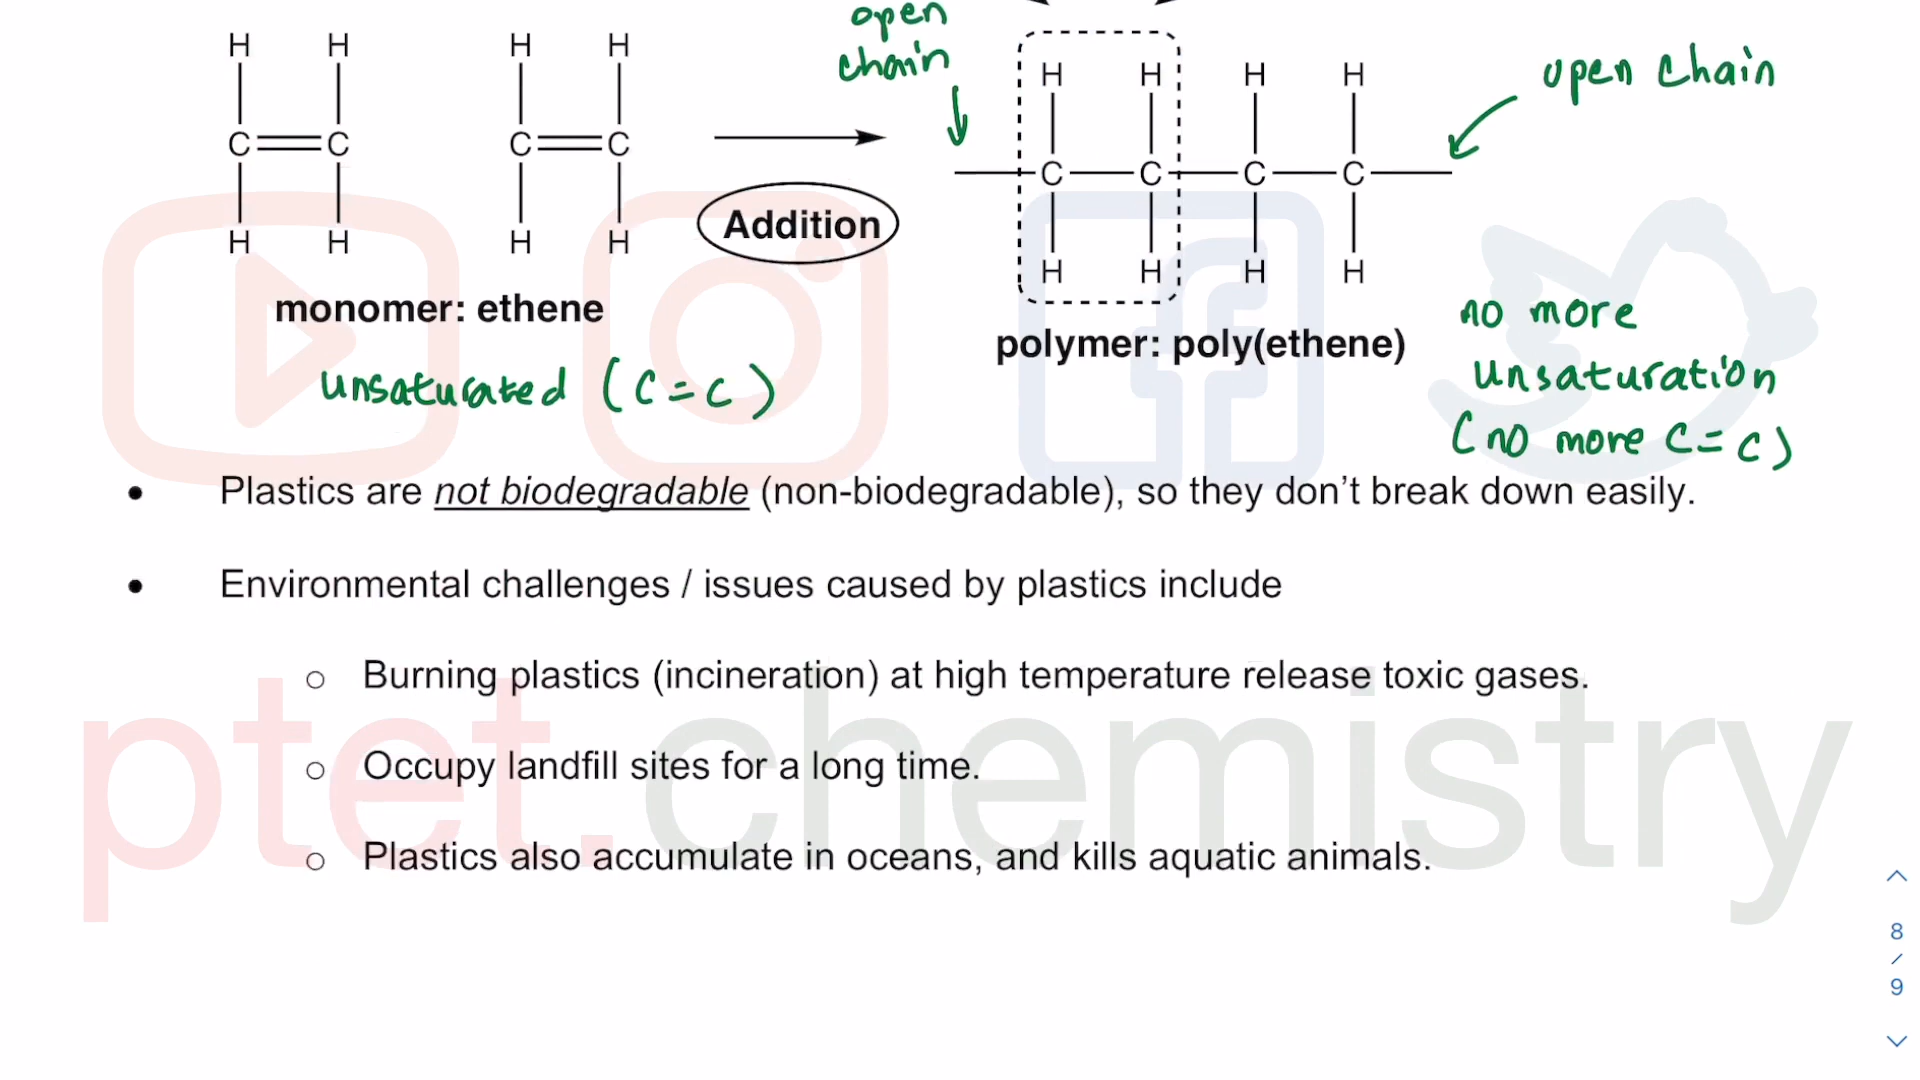 open
chain
open chain
H H H H
H H H H
C C C C
C C C C
Addition
H H H H
H H H H
monomer: ethene
polymer: poly(ethene)
no more
unsaturation
(no more C=C)
unsaturated (C=C)
• Plastics are not biodegradable (non-biodegradable), so they don’t break down easily.
• Environmental challenges / issues caused by plastics include
o Burning plastics (incineration) at high temperature release toxic gases.
o Occupy landfill sites for a long time.
o Plastics also accumulate in oceans, and kills aquatic animals.
ptet.chemistry
8
/
9